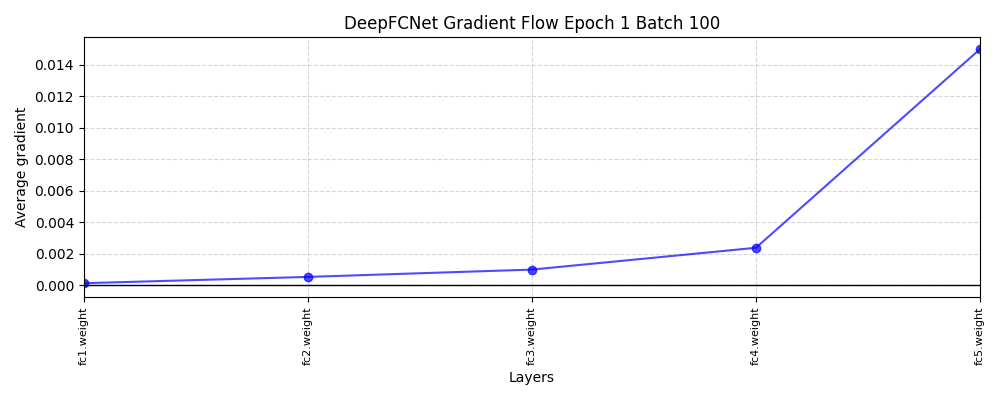 DeepFCNet Gradient Flow Epoch 1 Batch 100
Average gradient
0.014
0.012
0.010
0.008
0.006
0.004
0.002
0.000
fc1.weight
fc2.weight
fc3.weight
fc4.weight
fc5.weight
Layers